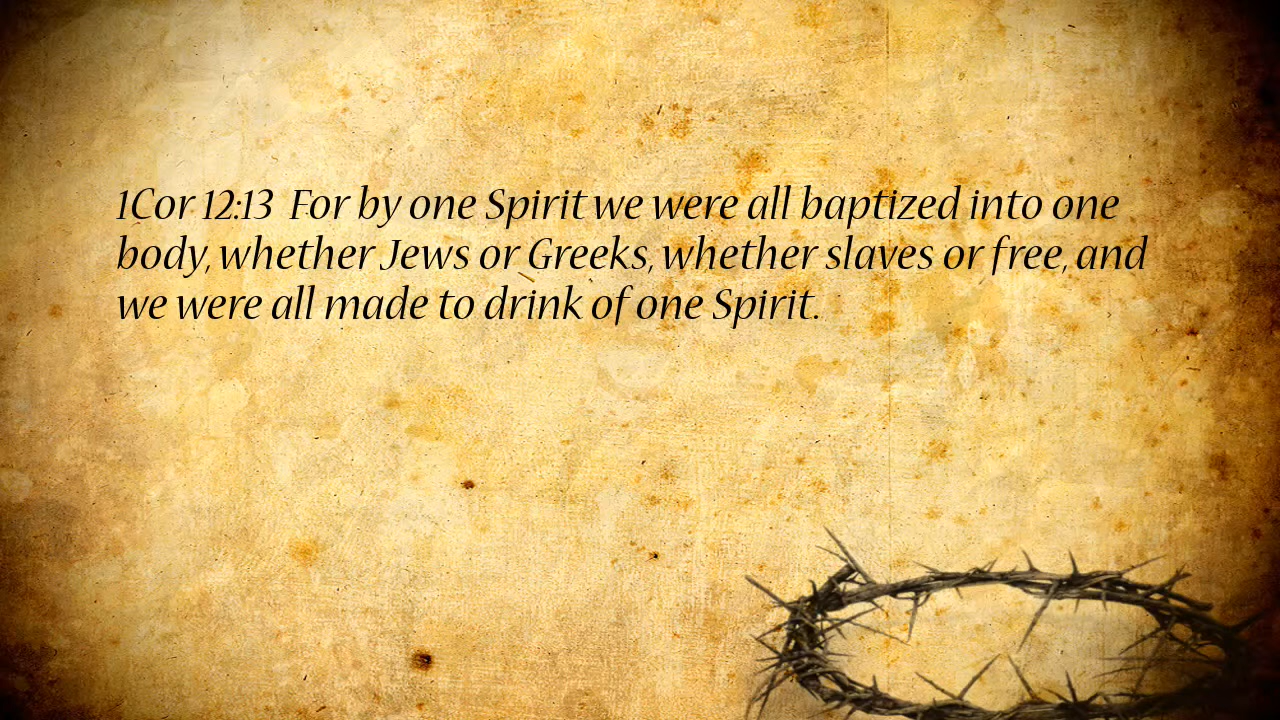 1Cor 12:13  For by one Spirit we were all baptized into one
body, whether Jews or Greeks, whether slaves or free, and
we were all made to drink of one Spirit.